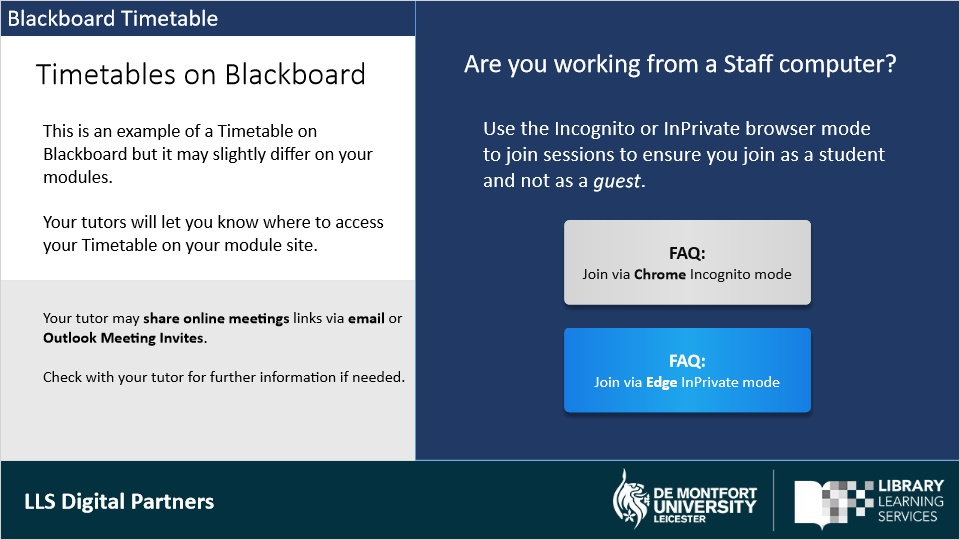 Blackboard Timetable
Timetables on Blackboard
This is an example of a Timetable on
Blackboard but it may slightly differ on your
modules.
Your tutors will let you know where to access
your Timetable on your module site.
Your tutor may share online meetings links via email or
Outlook Meeting Invites.
Check with your tutor for further information if needed.
Are you working from a Staff computer?
Use the Incognito or InPrivate browser mode
to join sessions to ensure you join as a student
and not as a guest.
FAQ:
Join via Chrome Incognito mode
FAQ:
Join via Edge InPrivate mode
LLS Digital Partners
DE MONTFORT
UNIVERSITY
LEICESTER
LIBRARY
LEARNING
SERVICES